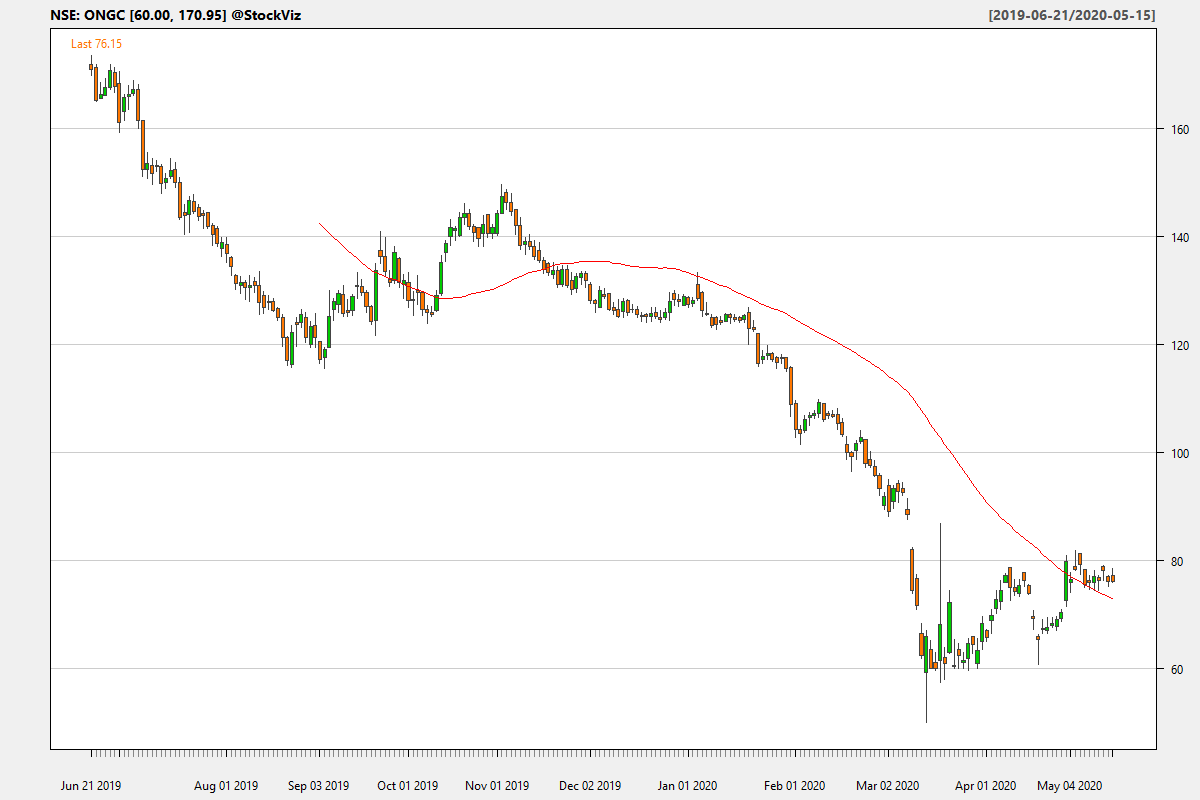 NSE: ONGC [60.00, 170.95] @StockViz [2019-06-21/2020-05-15]
Last 76.15
160
140
120
100
80
60
Jun 21 2019 Aug 01 2019 Sep 03 2019 Oct 01 2019 Nov 01 2019 Dec 02 2019 Jan 01 2020 Feb 01 2020 Mar 02 2020 Apr 01 2020 May 04 2020